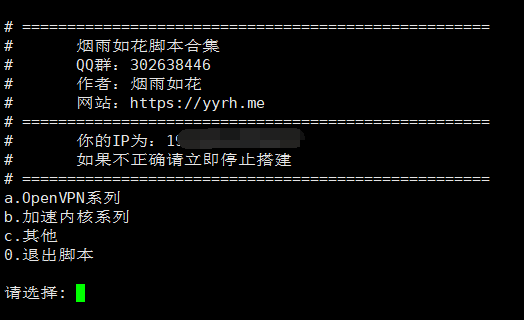 # ====================================================
# 烟雨如花脚本合集
# QQ群：302638446
# 作者：烟雨如花
# 网站：https://yyrh.me
# ====================================================
# 你的IP为：19
# 如果不正确请立即停止搭建
# ====================================================
a.OpenVPN系列
b.加速内核系列
c.其他
0.退出脚本
请选择: